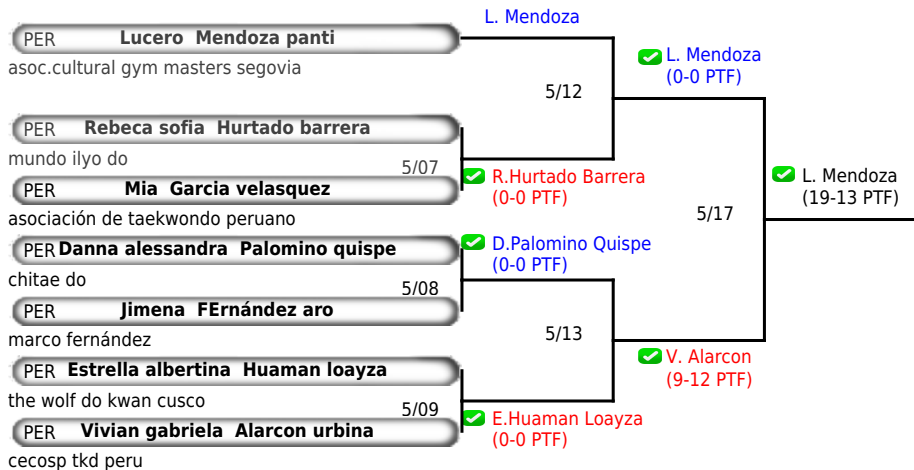 L. Mendoza
PER Lucero Mendoza panti
asoc.cultural gym masters segovia
L. Mendoza
(0-0 PTF)
5/12
PER Rebeca sofia Hurtado barrera
mundo ilyo do
5/07
R.Hurtado Barrera
(0-0 PTF)
PER Mia Garcia velasquez
asociación de taekwondo peruano
L. Mendoza
(19-13 PTF)
5/17
PER Danna alessandra Palomino quispe
chitae do
D.Palomino Quispe
(0-0 PTF)
5/08
PER Jimena FErnández aro
marco fernández
5/13
V. Alarcon
(9-12 PTF)
PER Estrella albertina Huaman loayza
the wolf do kwan cusco
5/09
E.Huaman Loayza
(0-0 PTF)
PER Vivian gabriela Alarcon urbina
cecosp tkd peru